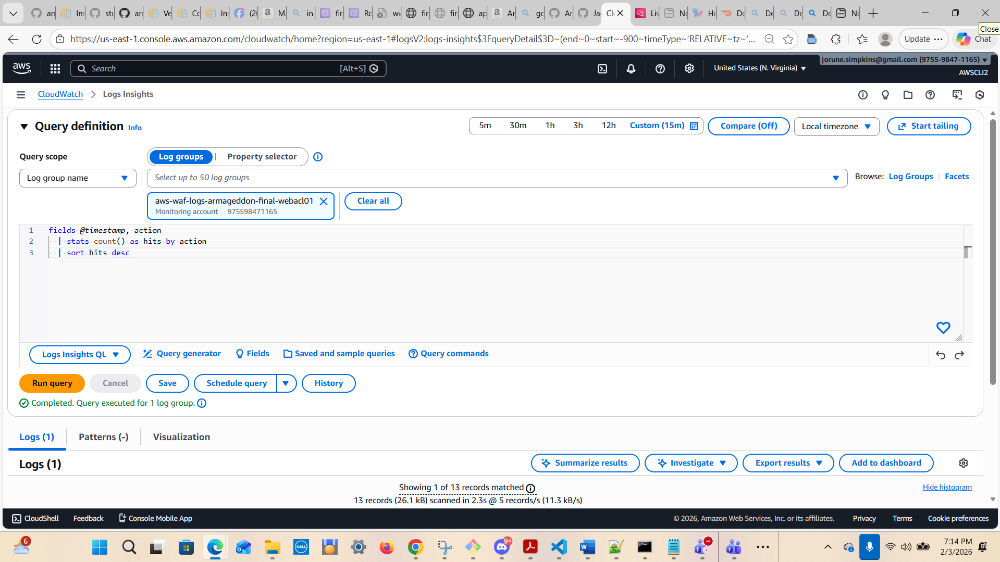 (20
Close
https://us-east-1.console.aws.amazon.com/cloudwatch/home?region=us-east-1#logsV2:logs-insights$3FqueryDetail$3D~(end~0~start~-900~timeType~'RELATIVE~tz~'...
Update
Chat
aws
Search
[Alt+S]
United States (N. Virginia)
jorune.simpkins@gmail.com (9755-9847-1165)
AWSCLI2
CloudWatch
Logs Insights
Query definition
Info
5m
30m
1h
3h
12h
Custom (15m)
Compare (Off)
Local timezone
Start tailing
Query scope
Log groups
Property selector
Log group name
Select up to 50 log groups
Browse:
Log Groups
Facets
aws-waf-logs-armageddon-final-webacl01
Monitoring account 975598471165
Clear all
1 fields @timestamp, action
2 | stats count() as hits by action
3 | sort hits desc
Logs Insights QL
Query generator
Fields
Saved and sample queries
Query commands
Run query
Cancel
Save
Schedule query
History
Completed. Query executed for 1 log group.
Logs (1)
Patterns (-)
Visualization
Logs (1)
Summarize results
Investigate
Export results
Add to dashboard
Showing 1 of 13 records matched
Hide histogram
13 records (26.1 kB) scanned in 2.3s @ 5 records/s (11.3 kB/s)
CloudShell
Feedback
Console Mobile App
© 2026, Amazon Web Services, Inc. or its affiliates.
Privacy
Terms
Cookie preferences
6
DELL
9+
7:14 PM
2/3/2026